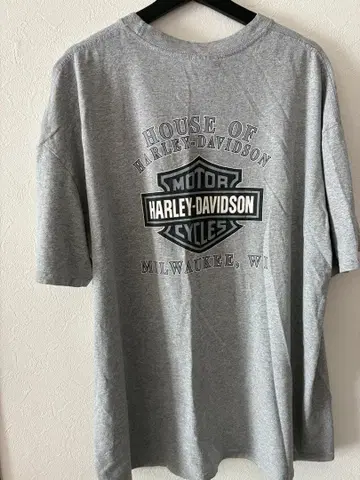 HOUSE OF
HARLEY-DAVIDSON
MOTOR
HARLEY-DAVIDSON
CYCLES
MILWAUKEE, WI